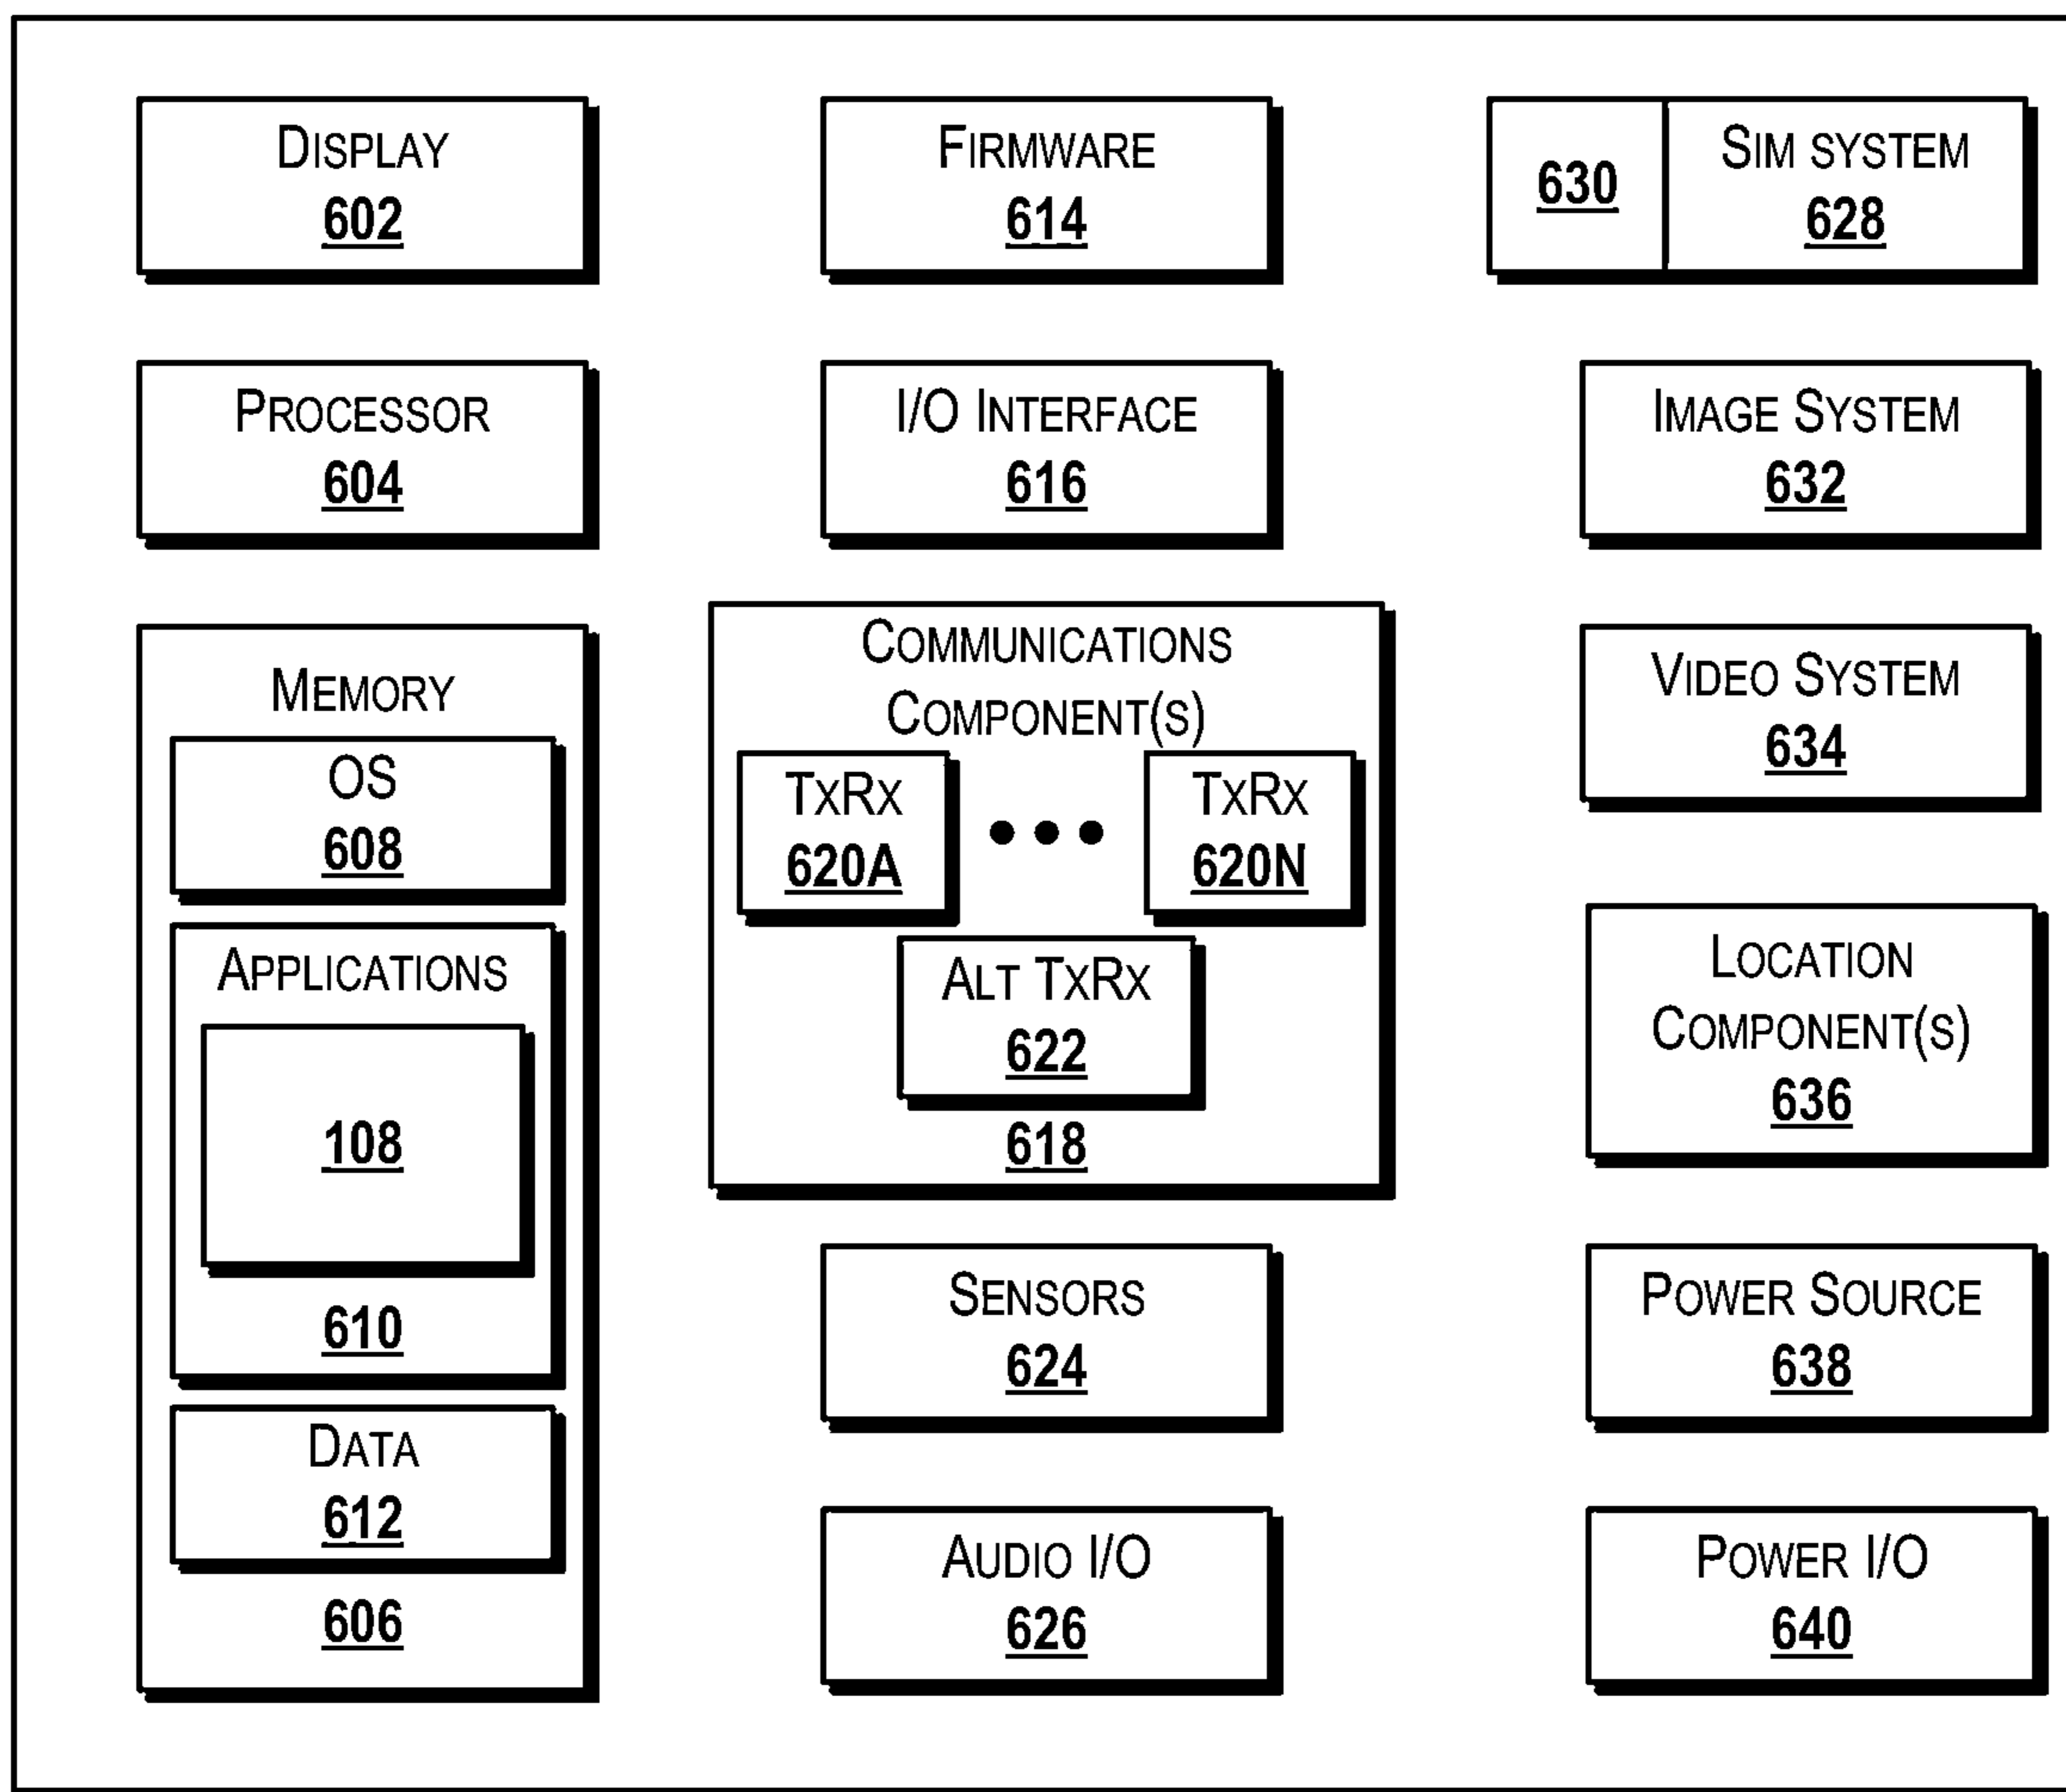 DISPLAY
602
PROCESSOR
604
MEMORY
OS
608
APPLICATIONS
108
610
DATA
612
606
FIRMWARE
614
I/O INTERFACE
616
COMMUNICATIONS
COMPONENT(S)
TXRX
620A
TXRX
620N
ALT TXRX
622
618
SENSORS
624
AUDIO I/O
626
630
SIM SYSTEM
628
IMAGE SYSTEM
632
VIDEO SYSTEM
634
LOCATION
COMPONENT(S)
636
POWER SOURCE
638
POWER I/O
640